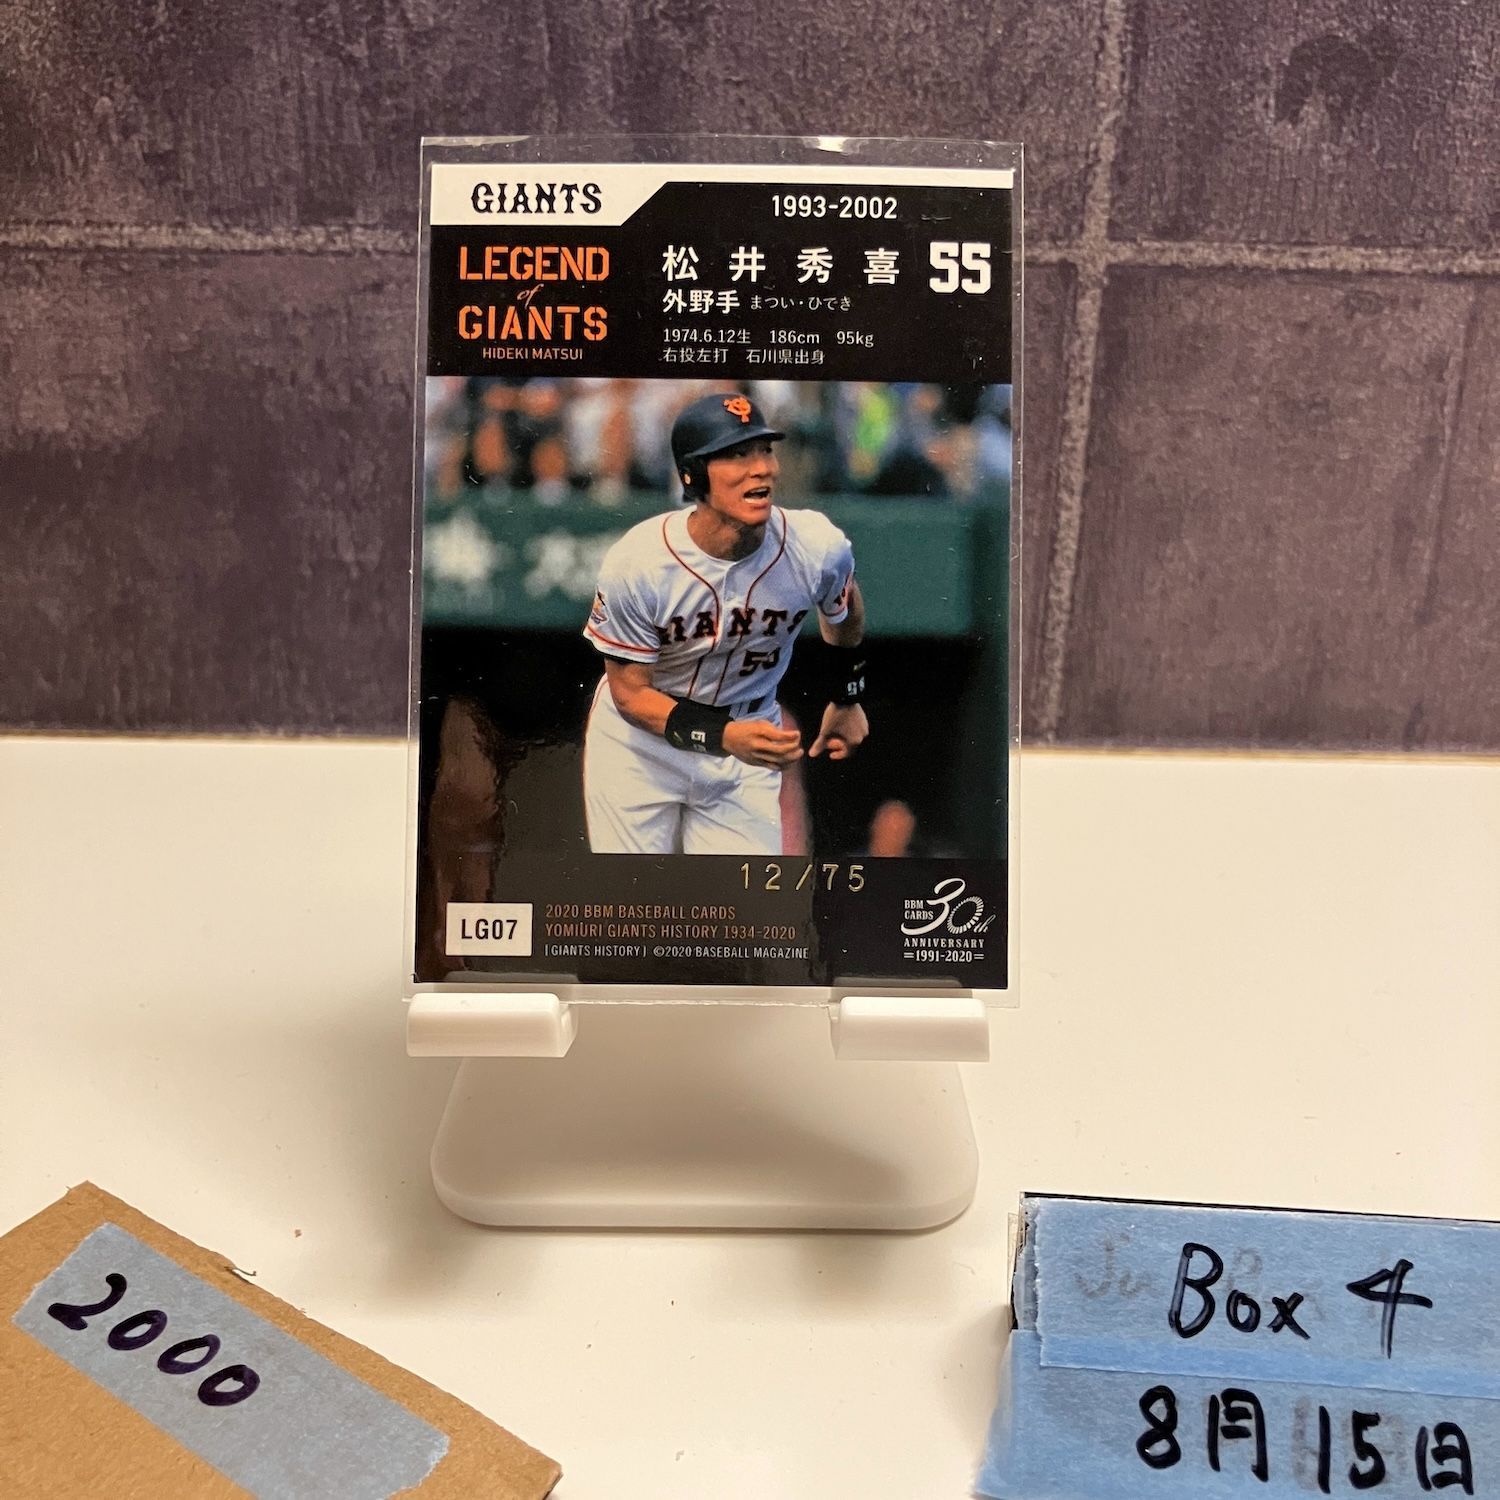 GIANTS
1993-2002
LEGEND
of
GIANTS
HIDEKI MATSUI
松井秀喜 55
外野手 まつい・ひでき
1974.6.12生 186cm 95kg
右投左打 石川県出身
GIANTS
55
12/75
LG07
2020 BBM BASEBALL CARDS
YOMIURI GIANTS HISTORY 1934-2020
[GIANTS HISTORY] ©2020 BASEBALL MAGAZINE
BBM
CARDS
30th
ANNIVERSARY
=1991-2020=
2000
Box 4
8月15日